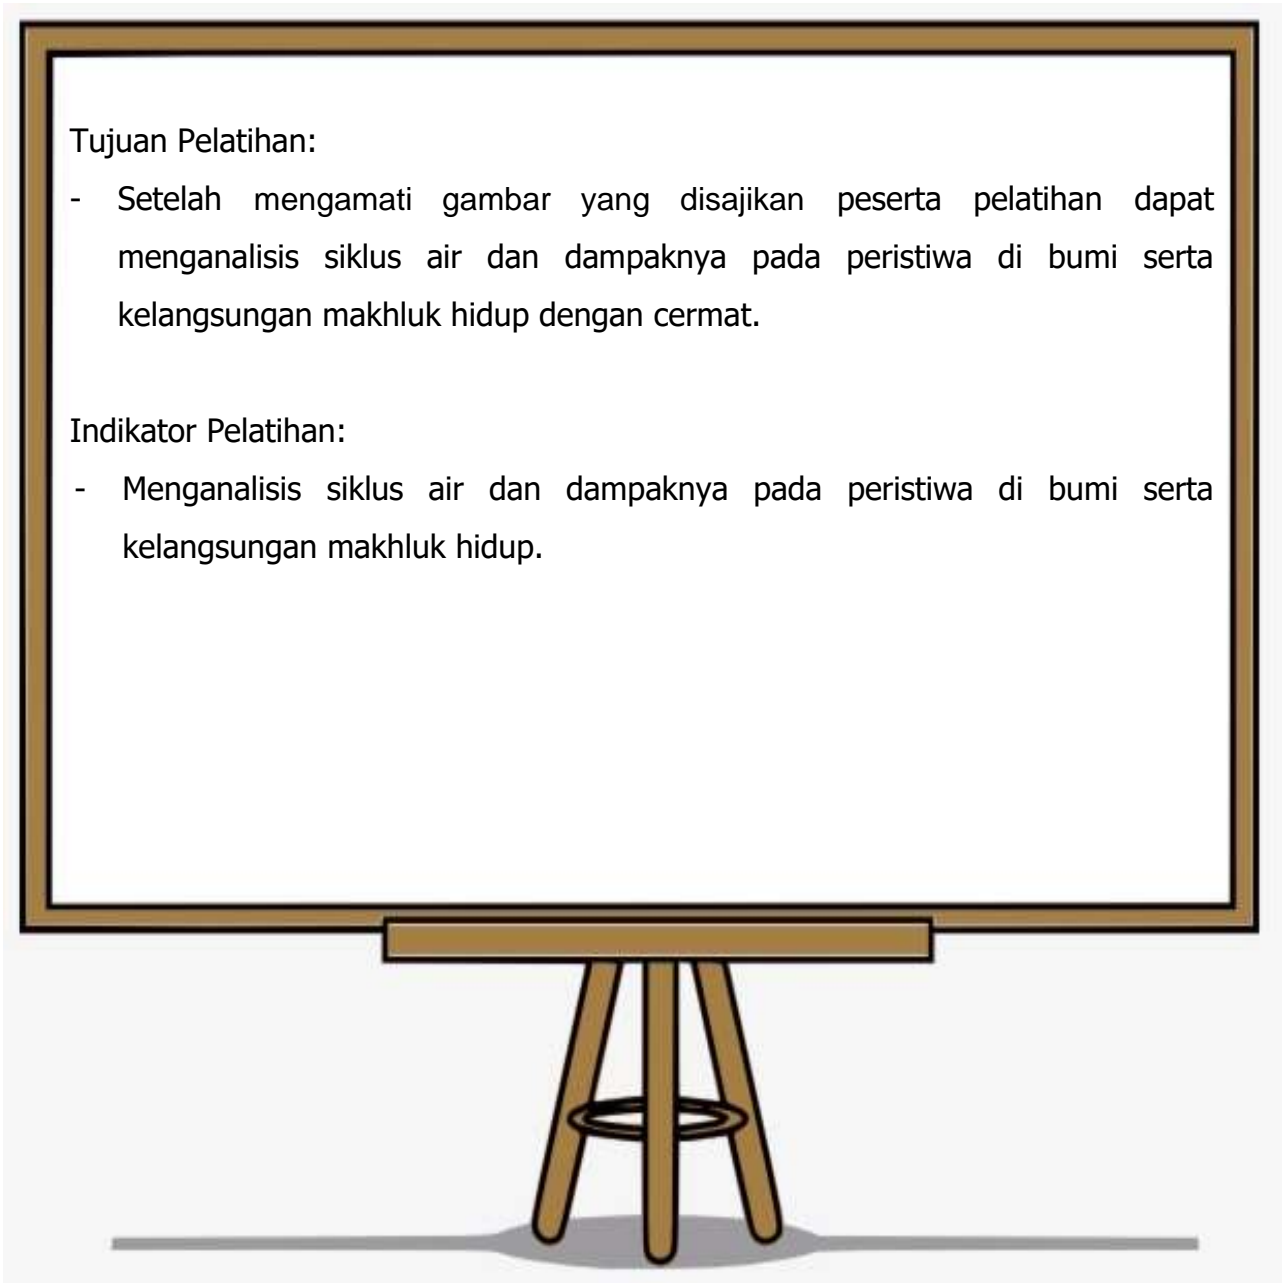 Tujuan Pelatihan:
- Setelah mengamati gambar yang disajikan peserta pelatihan dapat
menganalisis siklus air dan dampaknya pada peristiwa di bumi serta
kelangsungan makhluk hidup dengan cermat.
Indikator Pelatihan:
- Menganalisis siklus air dan dampaknya pada peristiwa di bumi serta
kelangsungan makhluk hidup.